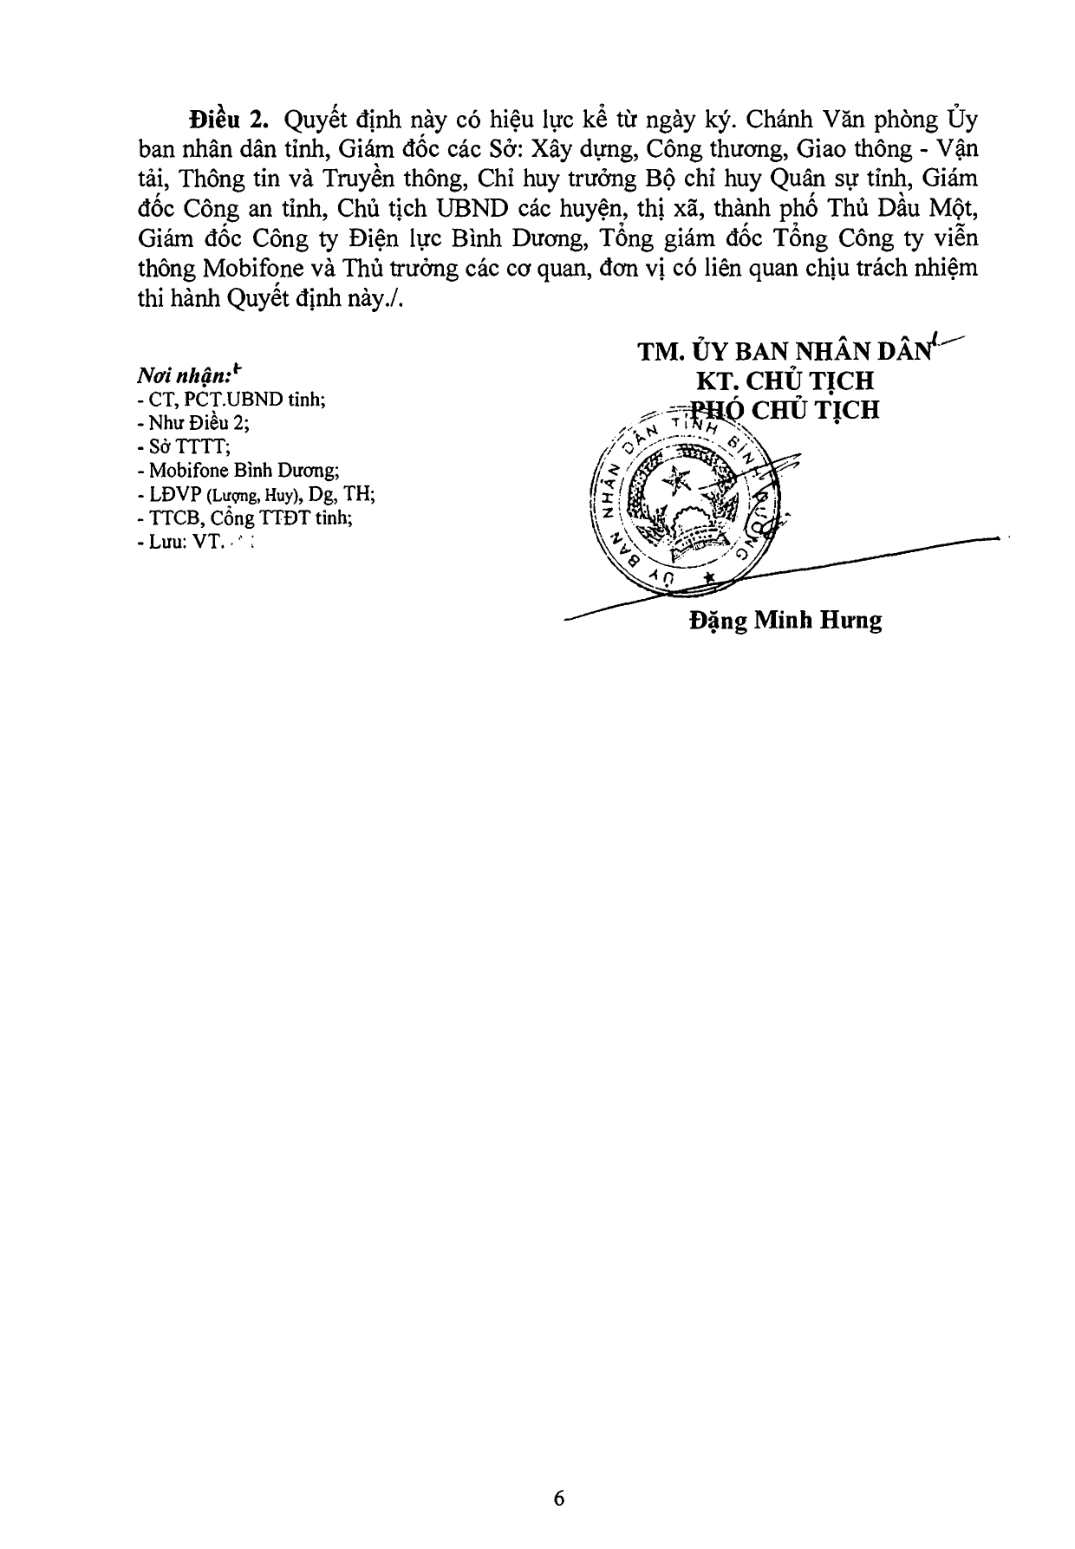 Điều 2. Quyết định này có hiệu lực kể từ ngày ký. Chánh Văn phòng Ủy
ban nhân dân tỉnh, Giám đốc các Sở: Xây dựng, Công thương, Giao thông - Vận
tải, Thông tin và Truyền thông, Chỉ huy trưởng Bộ chỉ huy Quân sự tỉnh, Giám
đốc Công an tỉnh, Chủ tịch UBND các huyện, thị xã, thành phố Thủ Dầu Một,
Giám đốc Công ty Điện lực Bình Dương, Tổng giám đốc Tổng Công ty viễn
thông Mobifone và Thủ trưởng các cơ quan, đơn vị có liên quan chịu trách nhiệm
thi hành Quyết định này./.
TM. ỦY BAN NHÂN DÂN
KT. CHỦ TỊCH
PHÓ CHỦ TỊCH
ỦY BAN NHÂN DÂN TỈNH BÌNH DƯƠNG
Đặng Minh Hưng
Nơi nhận:
- CT, PCT.UBND tỉnh;
- Như Điều 2;
- Sở TTTT;
- Mobifone Bình Dương;
- LĐVP (Lượng, Huy), Dg, TH;
- TTCB, Cổng TTĐT tỉnh;
- Lưu: VT.
6